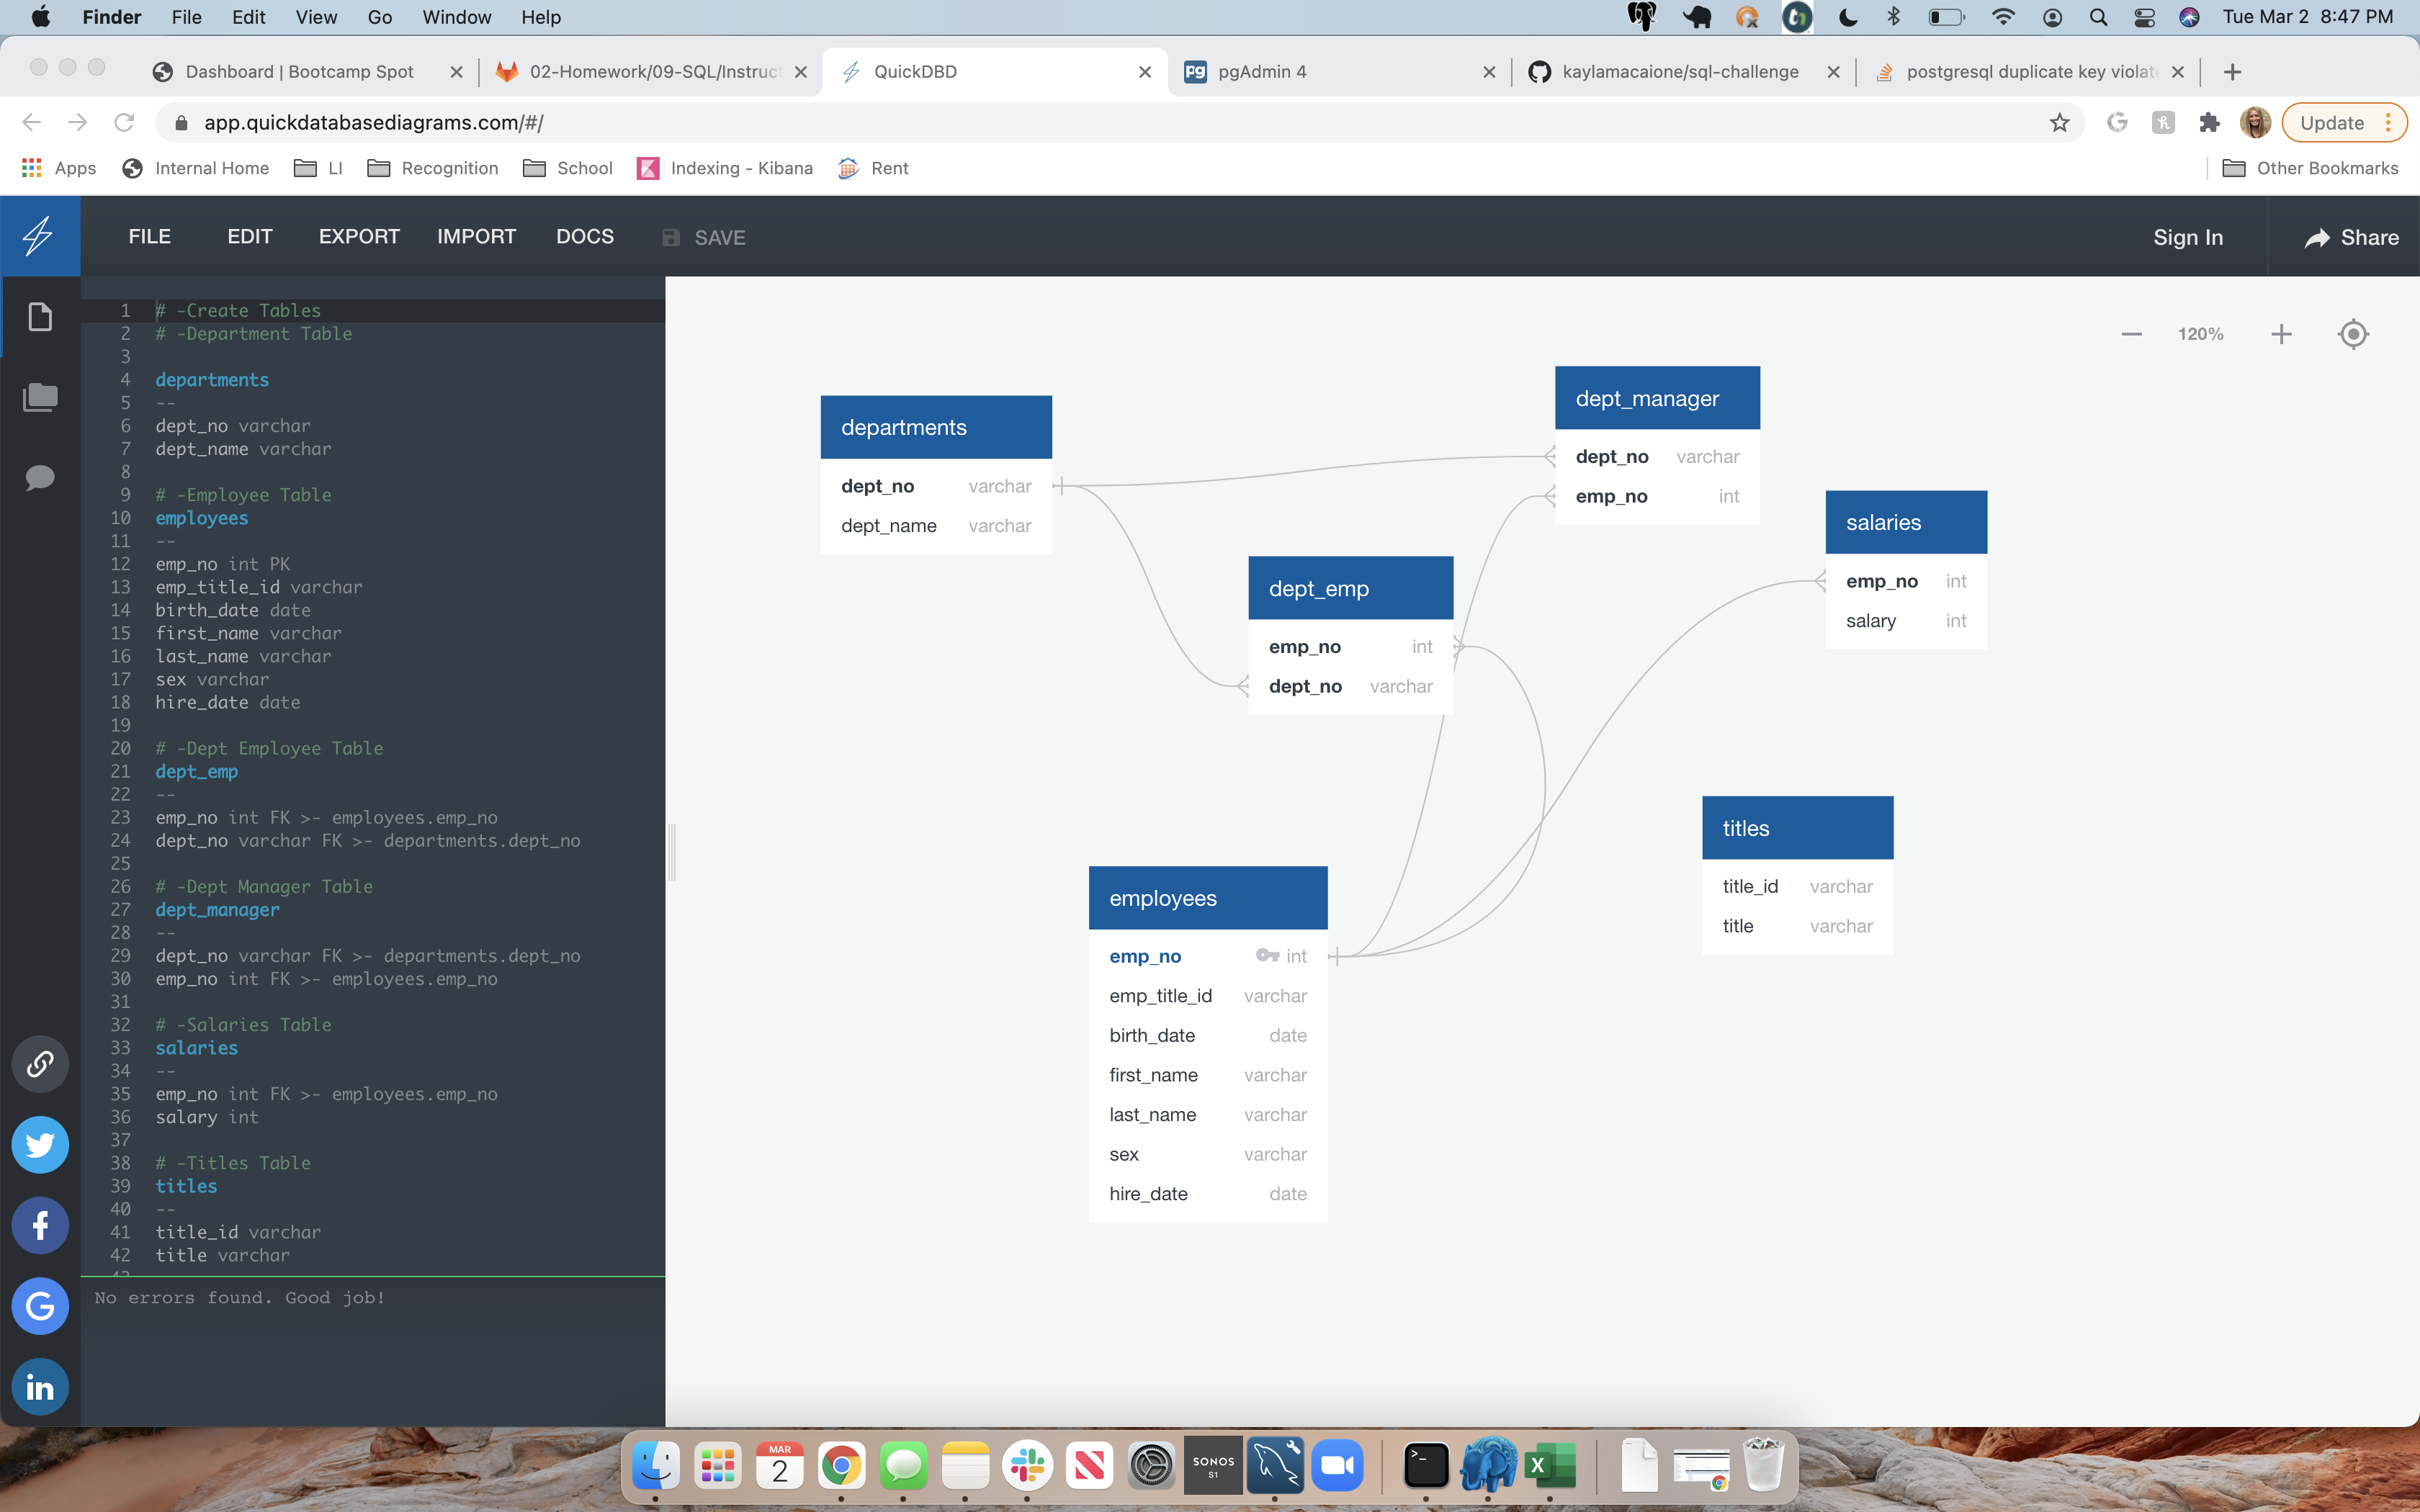 Finder File Edit View Go Window Help Tue Mar 2 8:47 PM
Dashboard | Bootcamp Spot 02-Homework/09-SQL/Instruct QuickDBD pgAdmin 4 kaylamacaione/sql-challenge postgresql duplicate key violat
app.quickdatabasediagrams.com/#/ Update
Apps Internal Home LI Recognition School Indexing - Kibana Rent Other Bookmarks
FILE EDIT EXPORT IMPORT DOCS SAVE Sign In Share
1 # -Create Tables
2 # -Department Table
3
4 departments
5 --
6 dept_no varchar
7 dept_name varchar
8
9 # -Employee Table
10 employees
11 --
12 emp_no int PK
13 emp_title_id varchar
14 birth_date date
15 first_name varchar
16 last_name varchar
17 sex varchar
18 hire_date date
19
20 # -Dept Employee Table
21 dept_emp
22 --
23 emp_no int FK >- employees.emp_no
24 dept_no varchar FK >- departments.dept_no
25
26 # -Dept Manager Table
27 dept_manager
28 --
29 dept_no varchar FK >- departments.dept_no
30 emp_no int FK >- employees.emp_no
31
32 # -Salaries Table
33 salaries
34 --
35 emp_no int FK >- employees.emp_no
36 salary int
37
38 # -Titles Table
39 titles
40 --
41 title_id varchar
42 title varchar
No errors found. Good job!
120%
departments
dept_no varchar
dept_name varchar
dept_manager
dept_no varchar
emp_no int
salaries
emp_no int
salary int
dept_emp
emp_no int
dept_no varchar
titles
title_id varchar
title varchar
employees
emp_no int
emp_title_id varchar
birth_date date
first_name varchar
last_name varchar
sex varchar
hire_date date
MAR
2
SONOS
S1